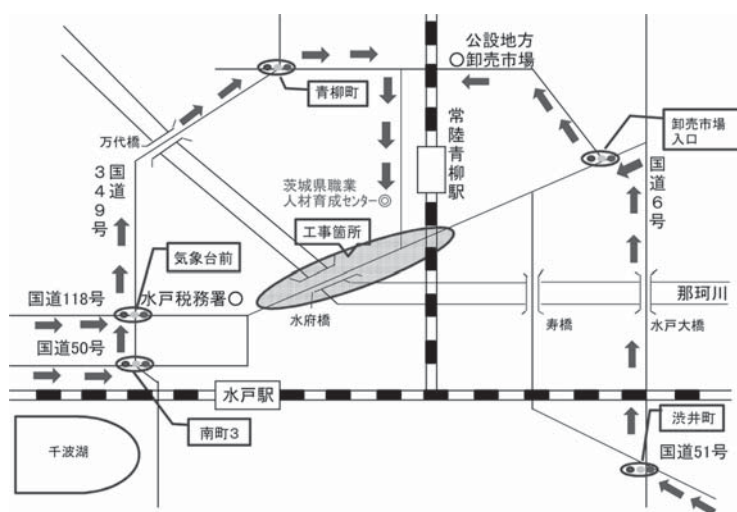 公設地方
○卸売市場
青柳町
万代橋
常陸青柳駅
卸売市場
入口
国道
349号
茨城県職業
人材育成センター◎
国道6号
工事箇所
気象台前
国道118号
水戸税務署○
那珂川
水府橋
寿橋
水戸大橋
国道50号
水戸駅
南町3
渋井町
千波湖
国道51号